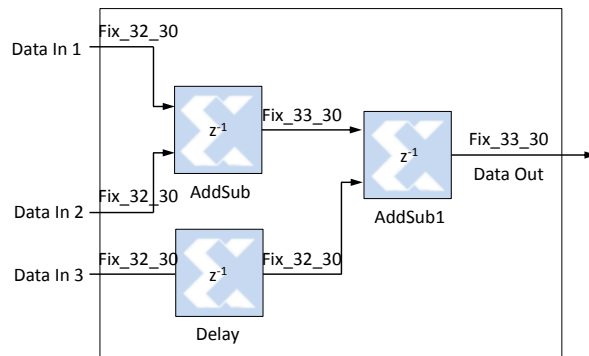 Fix_32_30
Data In 1
z-1
Fix_33_30
z-1
Fix_33_30
Data Out
Fix_32_30
AddSub
AddSub1
Data In 2
Fix_32_30
Data In 3
z-1
Fix_32_30
Delay